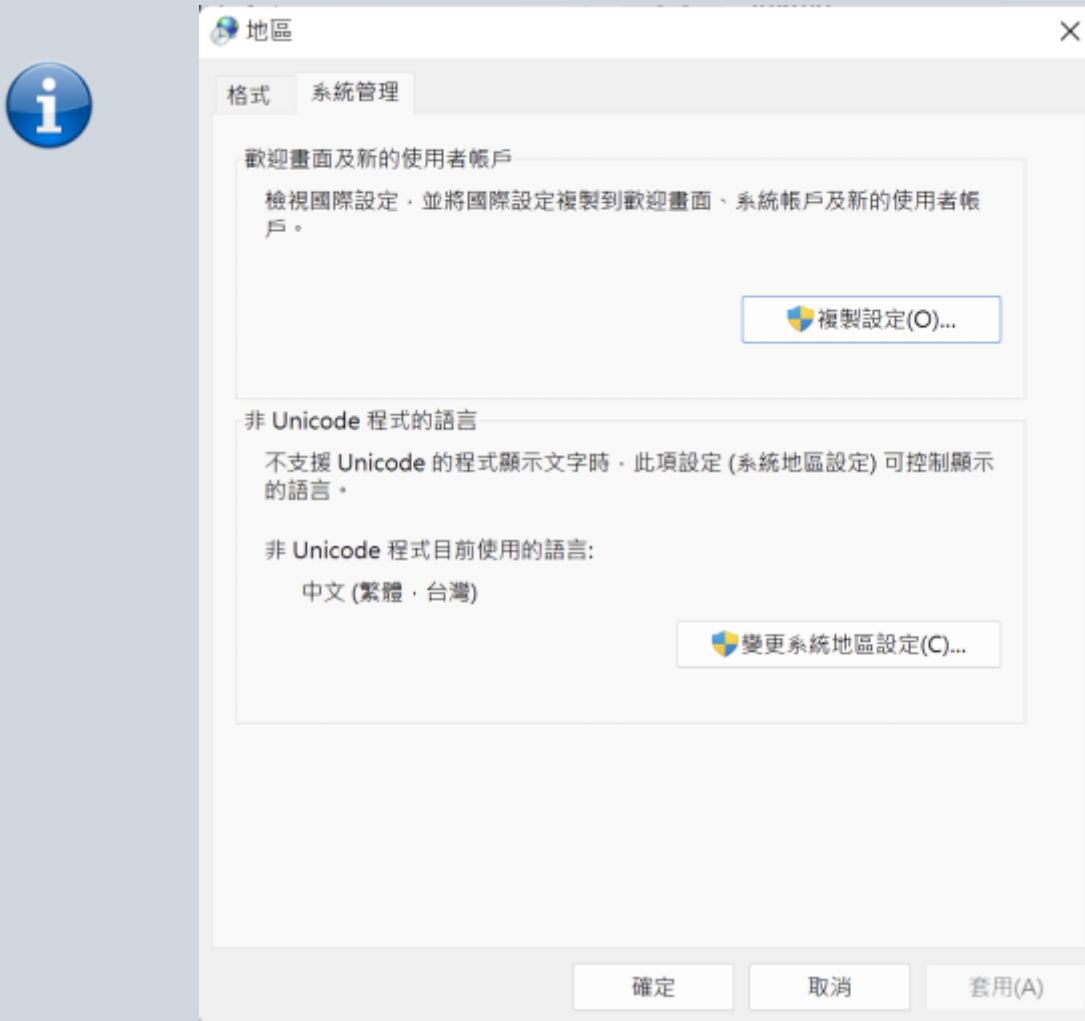 地區
格式 系統管理
歡迎畫面及新的使用者帳戶
檢視國際設定，並將國際設定複製到歡迎畫面、系統帳戶及新的使用者帳
戶。
複製設定(O)...
非 Unicode 程式的語言
不支援 Unicode 的程式顯示文字時，此項設定 (系統地區設定) 可控制顯示
的語言。
非 Unicode 程式目前使用的語言:
中文 (繁體，台灣)
變更系統地區設定(C)...
確定 取消 套用(A)